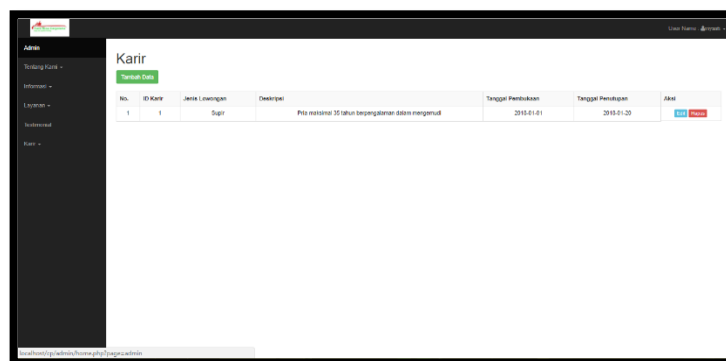 User Name :
Admin
Tentang Kami
Informasi
Layanan
Testimonial
Karir
Karir
Tambah Data
No. ID Karir Jenis Lowongan Deskripsi Tanggal Pembukaan Tanggal Penutupan Aksi
1 1 Supir Pria maksimal 35 tahun berpengalaman dalam mengemudi 2018-01-01 2018-01-20 Edit Hapus
localhost/cp/admin/home.php?page=admin